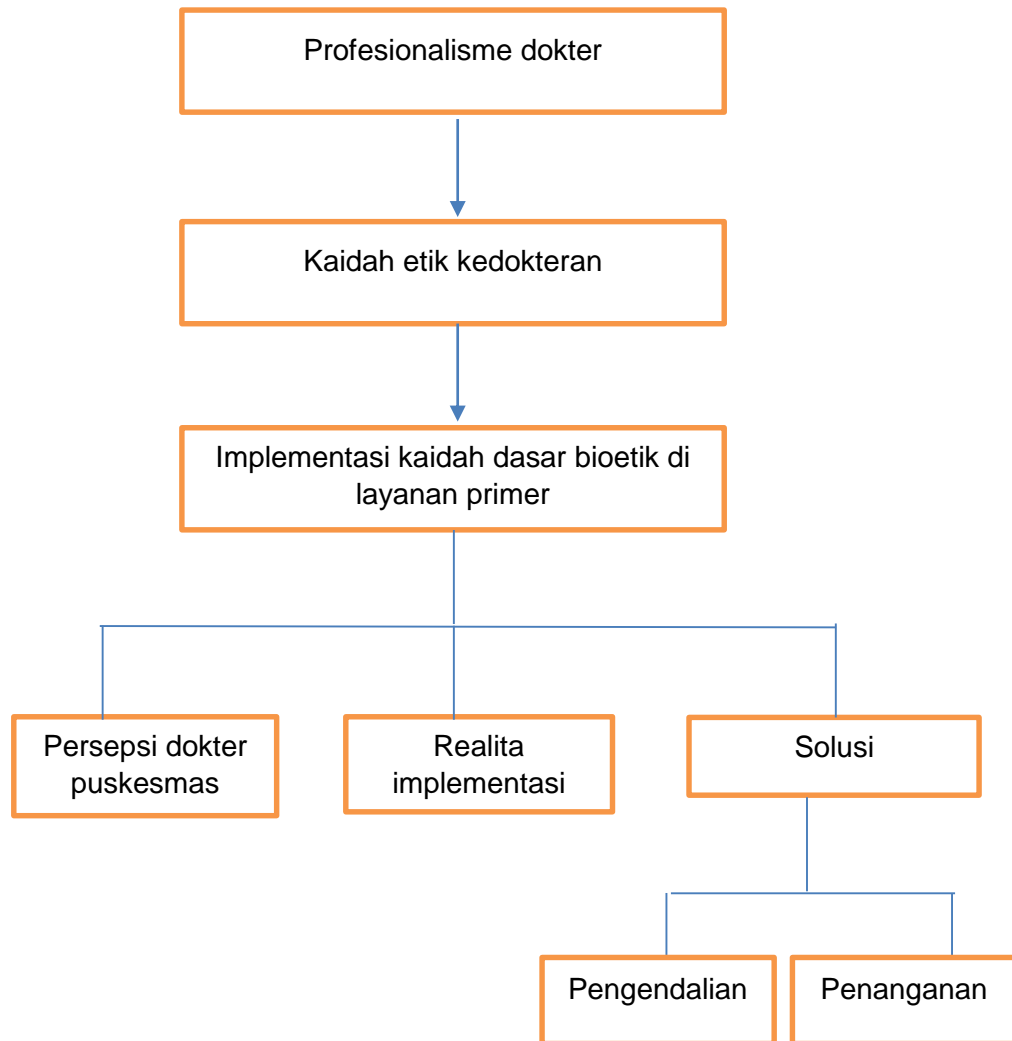 Profesionalisme dokter
Kaidah etik kedokteran
Implementasi kaidah dasar bioetik di
layanan primer
Persepsi dokter
puskesmas
Realita
implementasi
Solusi
Pengendalian
Penanganan